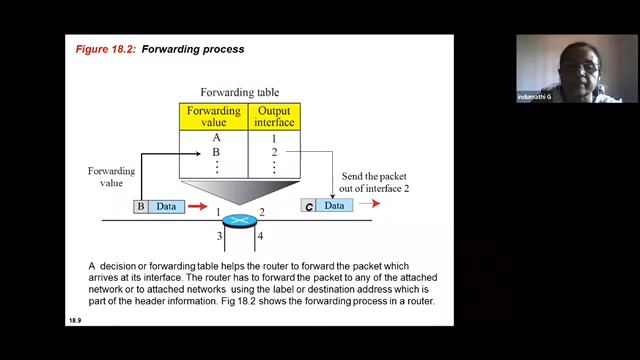 Figure 18.2: Forwarding process
Forwarding table
Forwarding value
Output interface
A 1
B 2
⋮ ⋮
Forwarding value
Send the packet
out of interface 2
B Data
C Data
1 2
3 4
A decision or forwarding table helps the router to forward the packet which
arrives at its interface. The router has to forward the packet to any of the attached
network or to attached networks using the label or destination address which is
part of the header information. Fig 18.2 shows the forwarding process in a router.
18.9
indumathi G